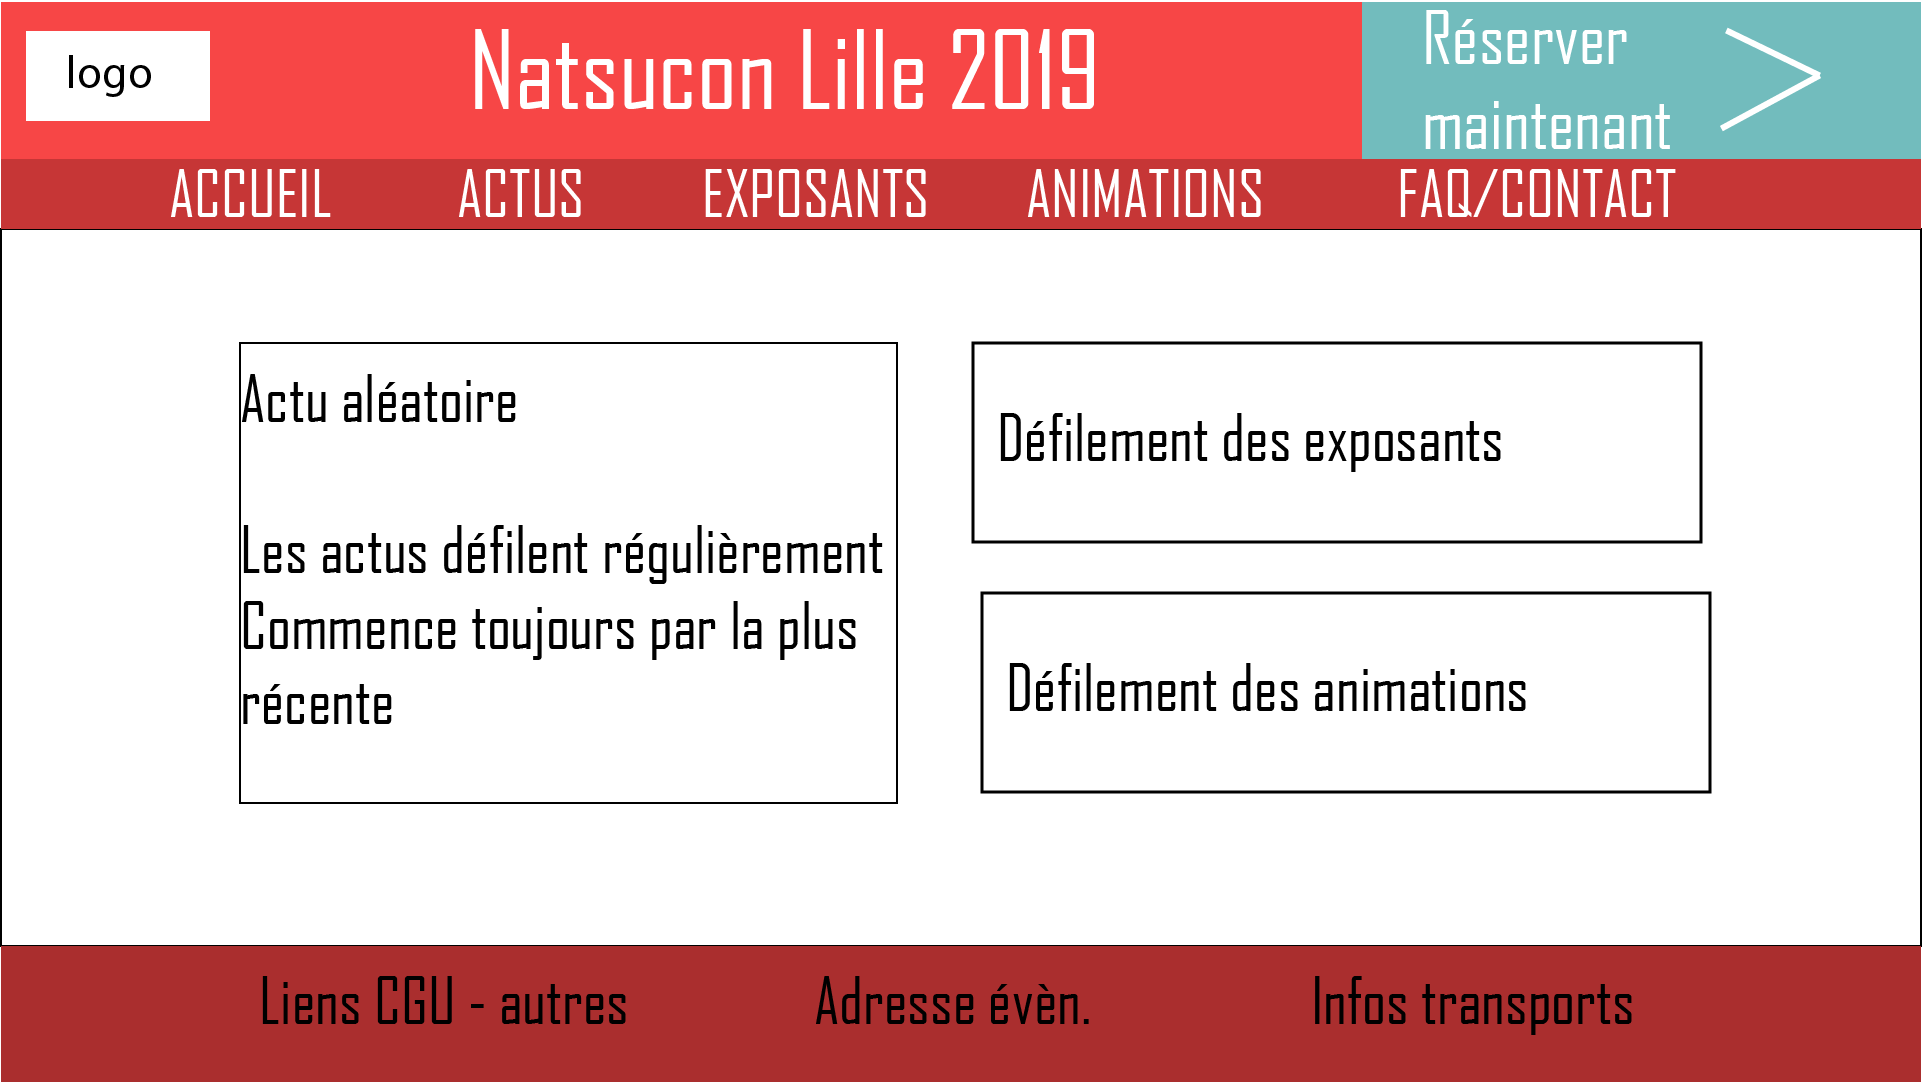 logo
Natsucon Lille 2019
Réserver
maintenant
ACCUEIL
ACTUS
EXPOSANTS
ANIMATIONS
FAQ/CONTACT
Actu aléatoire
Les actus défilent régulièrement
Commence toujours par la plus
récente
Défilement des exposants
Défilement des animations
Liens CGU - autres
Adresse évèn.
Infos transports